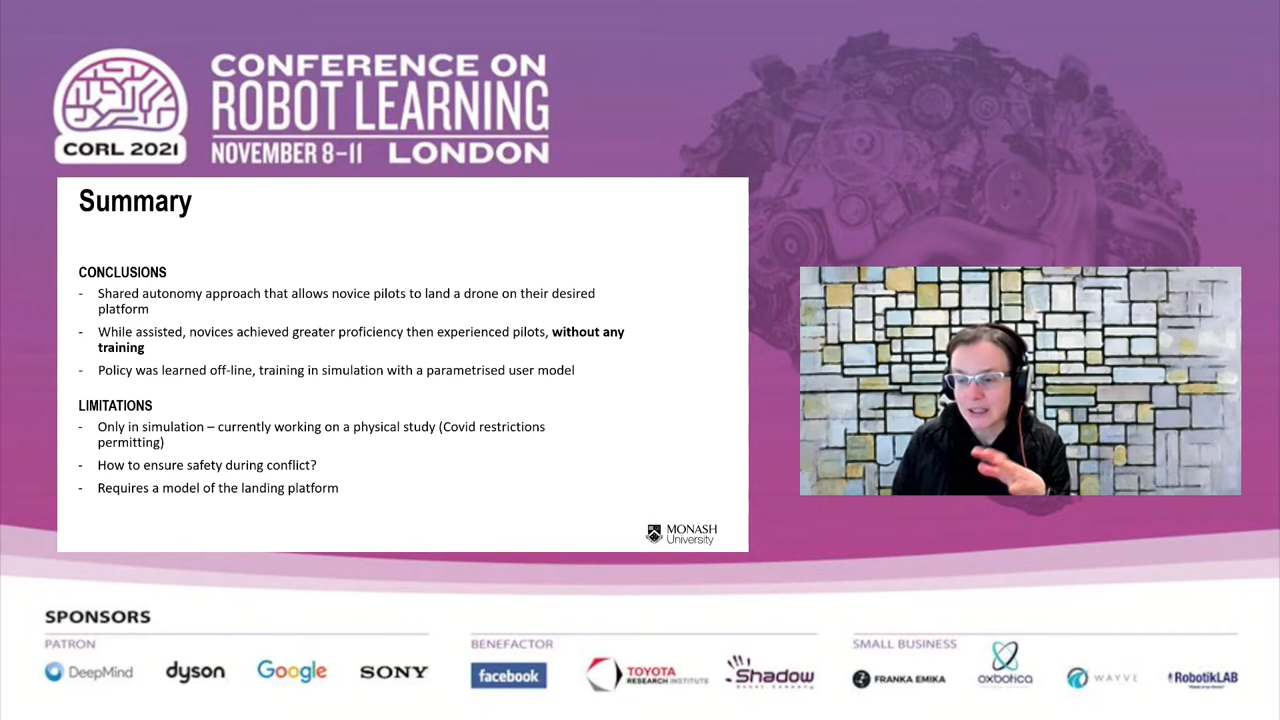 CONFERENCE ON
ROBOT LEARNING
CORL 2021
NOVEMBER 8-11 LONDON
Summary
CONCLUSIONS
- Shared autonomy approach that allows novice pilots to land a drone on their desired
platform
- While assisted, novices achieved greater proficiency then experienced pilots, without any
training
- Policy was learned off-line, training in simulation with a parametrised user model
LIMITATIONS
- Only in simulation – currently working on a physical study (Covid restrictions
permitting)
- How to ensure safety during conflict?
- Requires a model of the landing platform
MONASH
University
SPONSORS
PATRON
DeepMind dyson Google SONY
BENEFACTOR
facebook TOYOTA
RESEARCH INSTITUTE
Shadow
SMALL BUSINESS
FRANKA EMIKA oxbotica WAYVE RobotikLAB